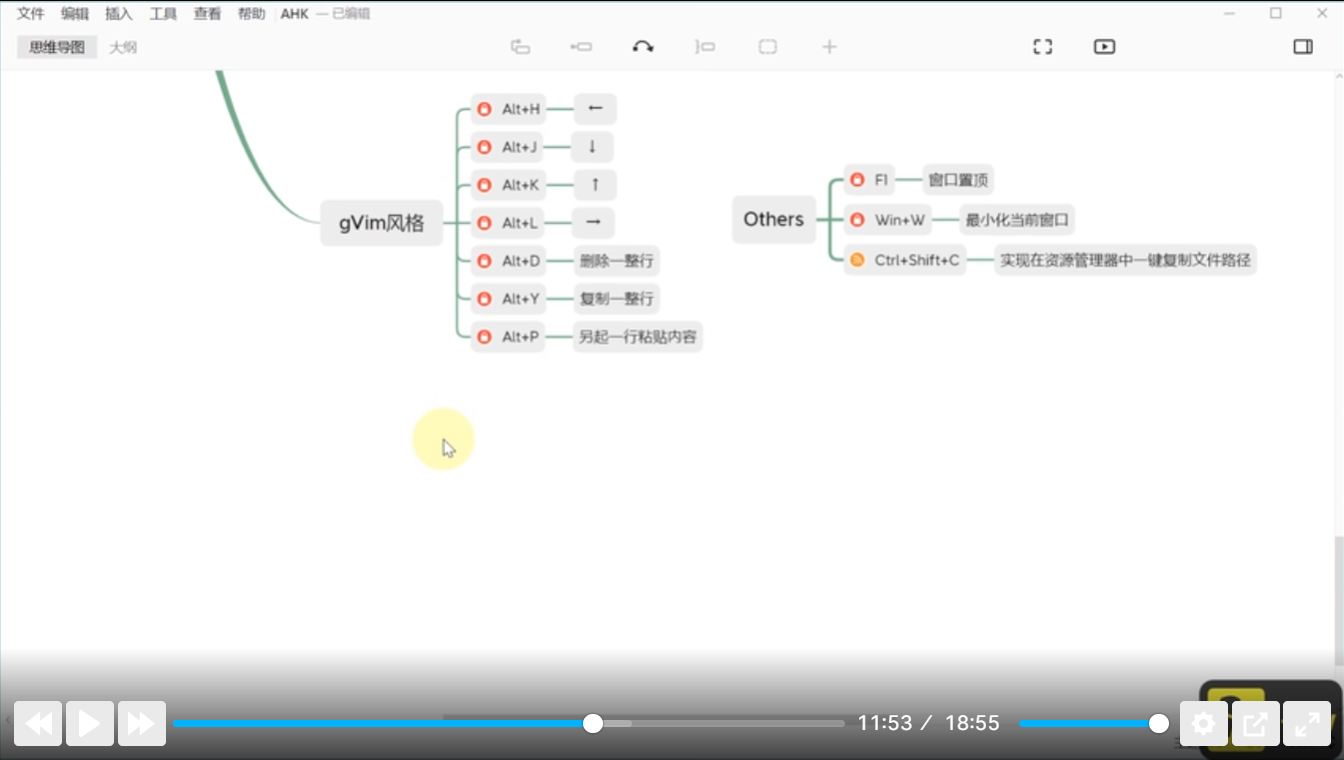 文件 编辑 插入 工具 查看 帮助 AHK — 已编辑
思维导图 大纲
gVim风格
Alt+H ←
Alt+J ↓
Alt+K ↑
Alt+L →
Alt+D 删除一整行
Alt+Y 复制一整行
Alt+P 另起一行粘贴内容
Others
F1 窗口置顶
Win+W 最小化当前窗口
Ctrl+Shift+C 实现在资源管理器中一键复制文件路径
11:53 / 18:55